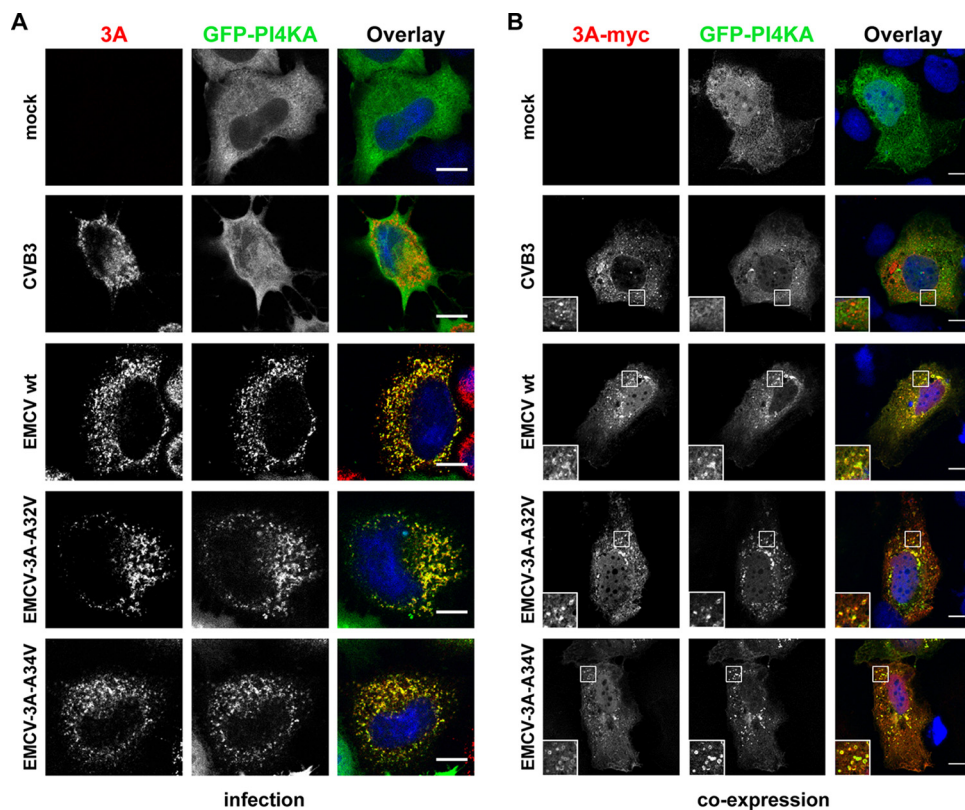 A
3A
GFP-PI4KA
Overlay
mock
CVB3
EMCV wt
EMCV-3A-A32V
EMCV-3A-A34V
infection
B
3A-myc
GFP-PI4KA
Overlay
mock
CVB3
EMCV wt
EMCV-3A-A32V
EMCV-3A-A34V
co-expression